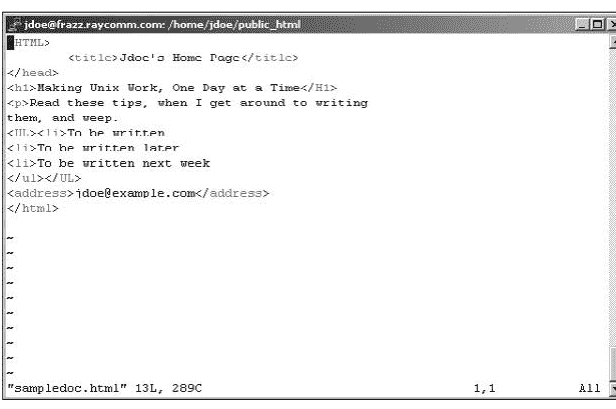 jdoe@frazz.raycomm.com: /home/jdoe/public_html
HTML>
<title>Jdoe's Home Page</title>
</head>
<h1>Making Unix Work, One Day at a Time</H1>
<p>Read these tips, when I get around to writing
them, and weep.
<UL><li>To be written
<li>To be written later
<li>To be written next week
</ul></UL>
<address>jdoe@example.com</address>
</html>
~
~
~
~
~
~
~
~
~
~
"sampledoc.html" 13L, 289C 1,1 All